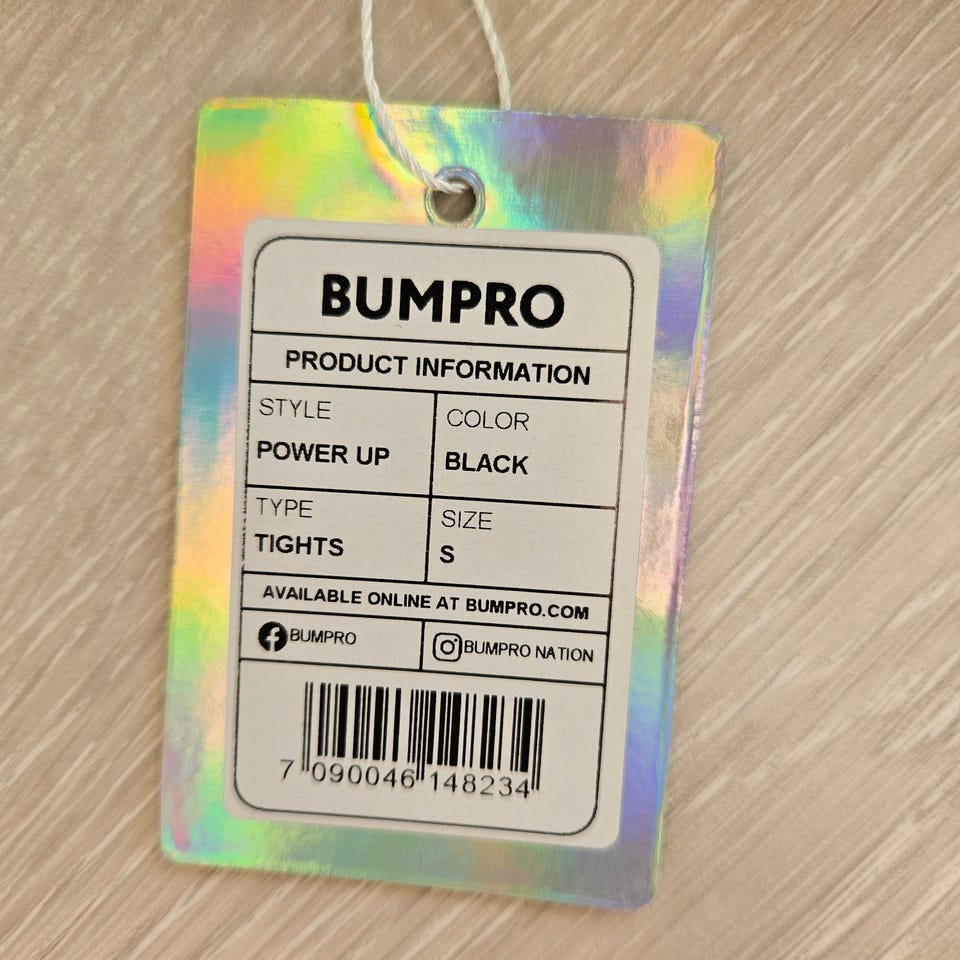 BUMPRO
PRODUCT INFORMATION
STYLE
POWER UP
COLOR
BLACK
TYPE
TIGHTS
SIZE
S
AVAILABLE ONLINE AT BUMPRO.COM
BUMPRO
BUMPRO NATION
7 090046 148234